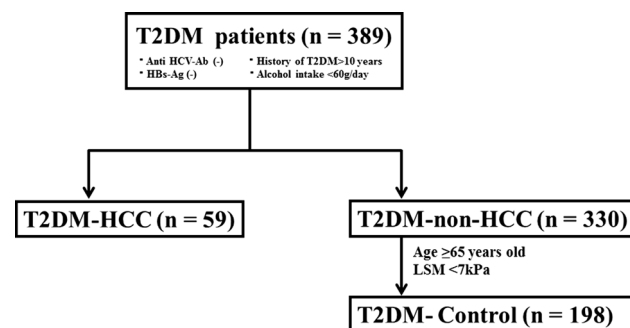 T2DM patients (n = 389)
• Anti HCV-Ab (-) • History of T2DM>10 years
• HBs-Ag (-) • Alcohol intake <60g/day
T2DM-HCC (n = 59)
T2DM-non-HCC (n = 330)
Age ≥65 years old
LSM <7kPa
T2DM- Control (n = 198)